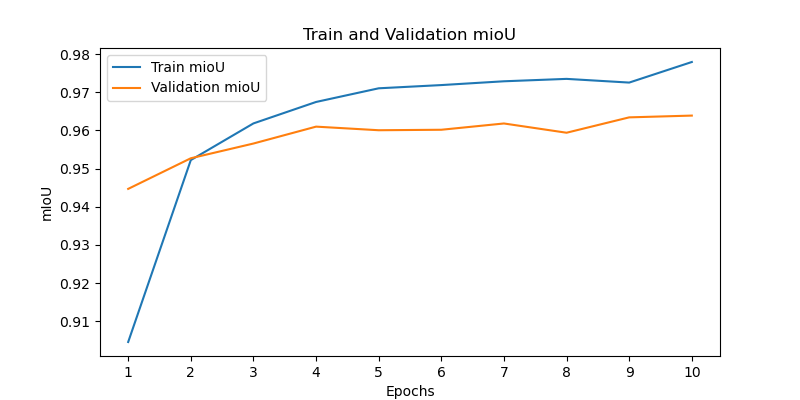 Train and Validation mioU
Train mioU
Validation mioU
0.98
0.97
0.96
0.95
0.94
0.93
0.92
0.91
mIoU
1 2 3 4 5 6 7 8 9 10
Epochs